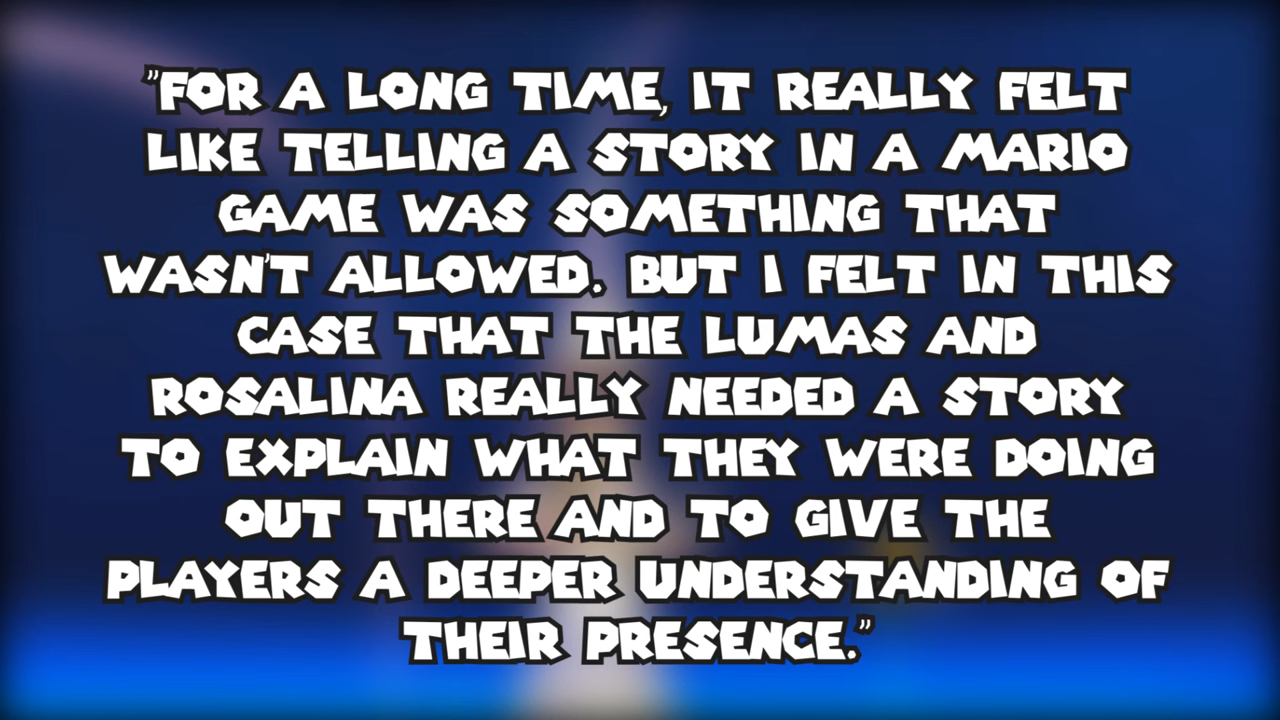 "FOR A LONG TIME, IT REALLY FELT
LIKE TELLING A STORY IN A MARIO
GAME WAS SOMETHING THAT
WASN'T ALLOWED. BUT I FELT IN THIS
CASE THAT THE LUMAS AND
ROSALINA REALLY NEEDED A STORY
TO EXPLAIN WHAT THEY WERE DOING
OUT THERE AND TO GIVE THE
PLAYERS A DEEPER UNDERSTANDING OF
THEIR PRESENCE."